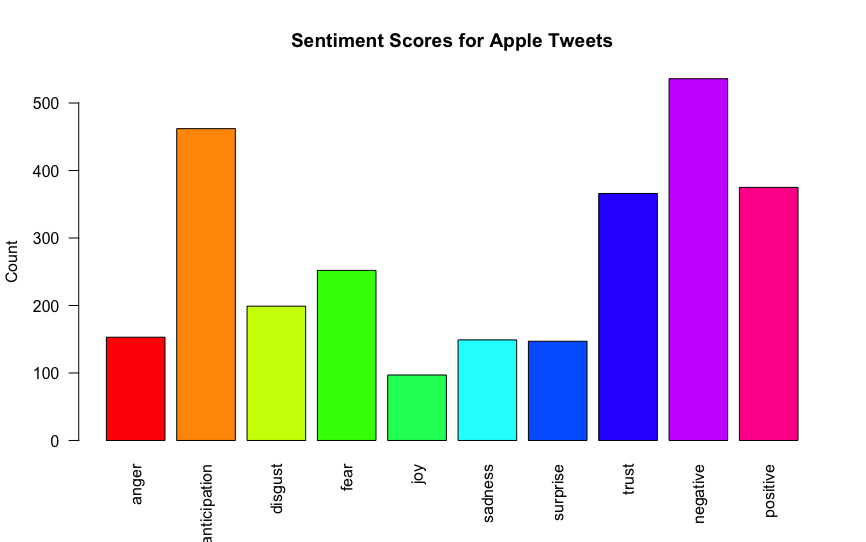 Sentiment Scores for Apple Tweets
Count
500
400
300
200
100
0
anger
anticipation
disgust
fear
joy
sadness
surprise
trust
negative
positive